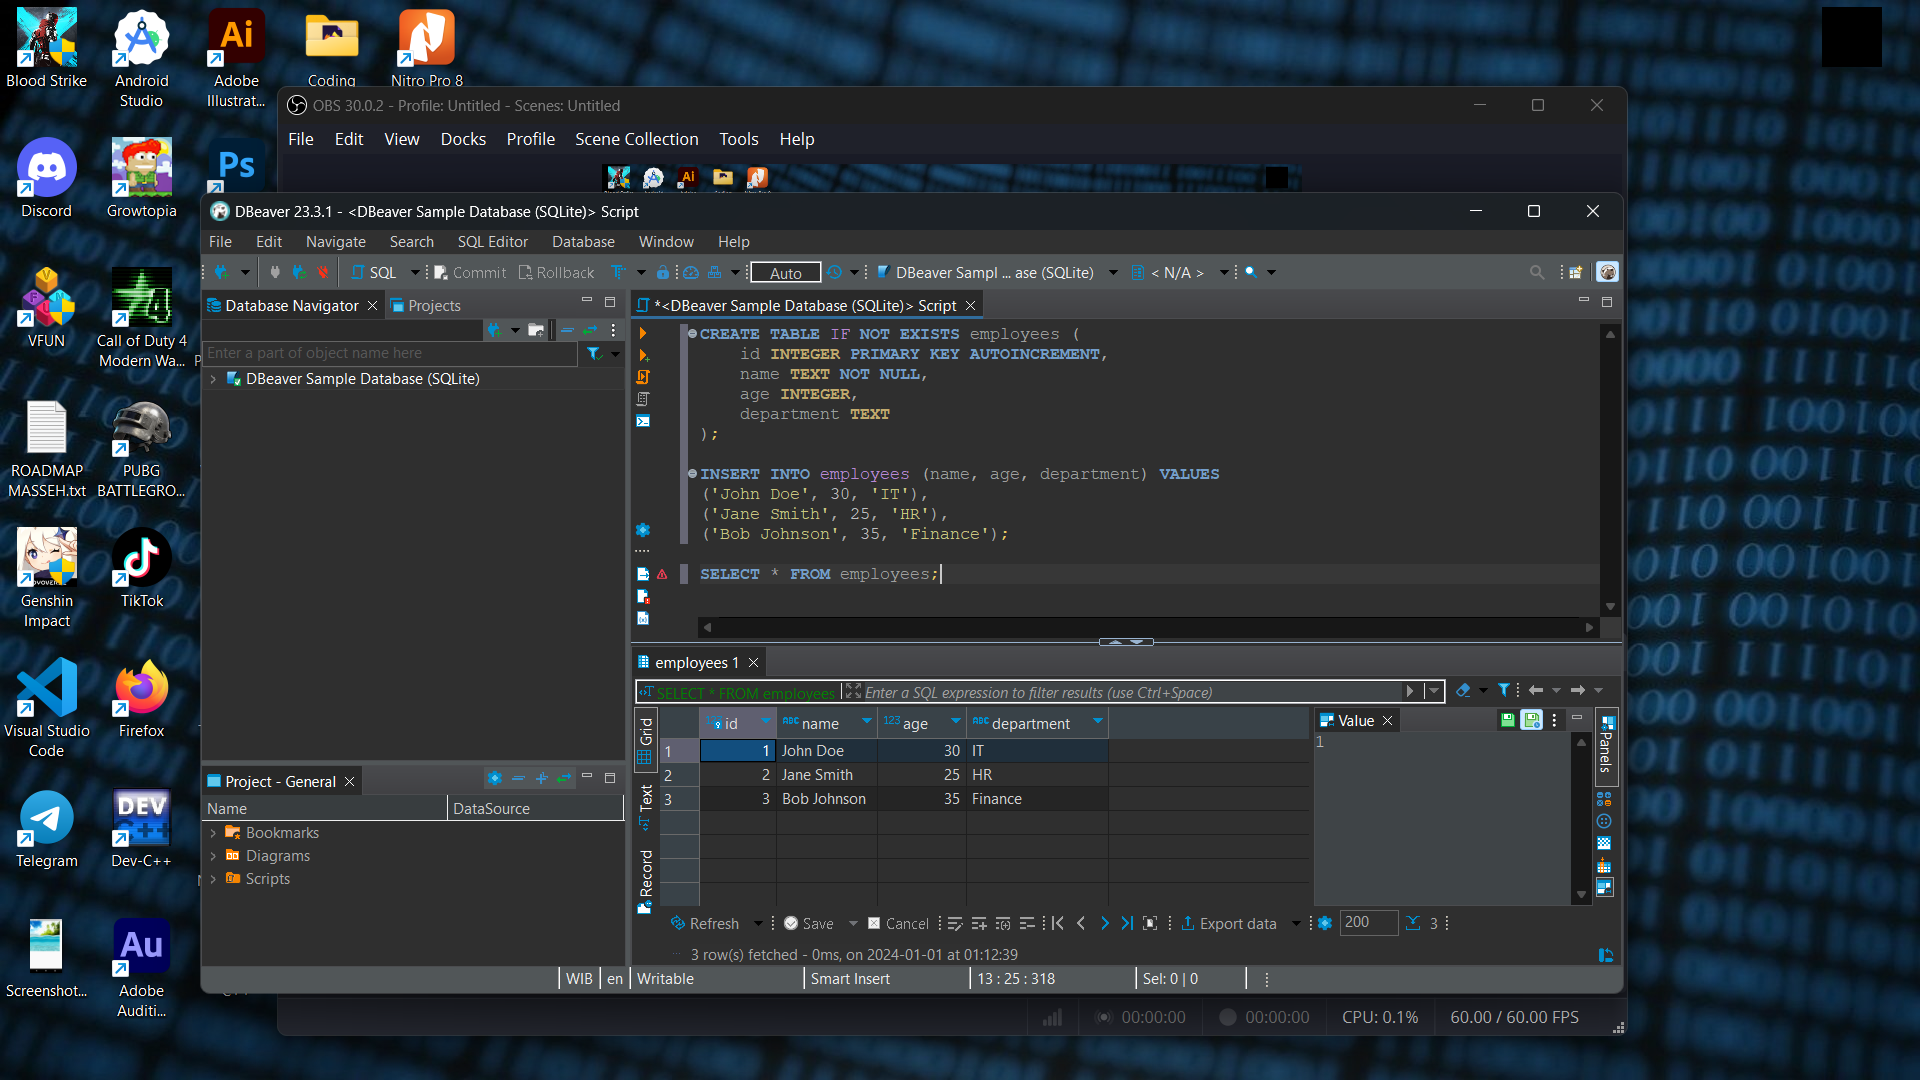 Blood Strike
Android
Studio
Adobe
Illustrat...
Coding
Nitro Pro 8
Discord
Growtopia
VFUN
Call of Duty 4
Modern Wa...
ROADMAP
MASSEH.txt
PUBG
BATTLEGRO...
Genshin
Impact
TikTok
Visual Studio
Code
Firefox
Telegram
Dev-C++
Screenshot...
Adobe
Auditi...
OBS 30.0.2 - Profile: Untitled - Scenes: Untitled
File Edit View Docks Profile Scene Collection Tools Help
DBeaver 23.3.1 - <DBeaver Sample Database (SQLite)> Script
File Edit Navigate Search SQL Editor Database Window Help
SQL Commit Rollback Auto DBeaver Sampl ... ase (SQLite) < N/A >
Database Navigator Projects
Enter a part of object name here
DBeaver Sample Database (SQLite)
Project - General
Name DataSource
Bookmarks
Diagrams
Scripts
*<DBeaver Sample Database (SQLite)> Script
CREATE TABLE IF NOT EXISTS employees (
id INTEGER PRIMARY KEY AUTOINCREMENT,
name TEXT NOT NULL,
age INTEGER,
department TEXT
);
INSERT INTO employees (name, age, department) VALUES
('John Doe', 30, 'IT'),
('Jane Smith', 25, 'HR'),
('Bob Johnson', 35, 'Finance');
SELECT * FROM employees;
employees 1
SELECT * FROM employees Enter a SQL expression to filter results (use Ctrl+Space)
Grid
Text
Record
123 id ABC name 123 age ABC department
1 1 John Doe 30 IT
2 2 Jane Smith 25 HR
3 3 Bob Johnson 35 Finance
Value
1
Panels
Refresh Save Cancel Export data 200 3
3 row(s) fetched - 0ms, on 2024-01-01 at 01:12:39
WIB en Writable Smart Insert 13 : 25 : 318 Sel: 0 | 0
00:00:00 00:00:00 CPU: 0.1% 60.00 / 60.00 FPS